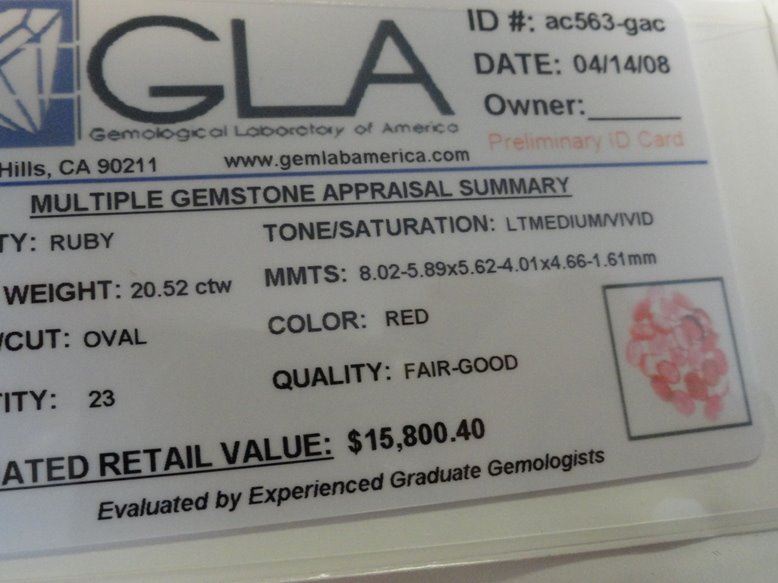 GLA
Gemological Laboratory of America
ID #: ac563-gac
DATE: 04/14/08
Owner:
Preliminary ID Card
Hills, CA 90211
www.gemlabamerica.com
MULTIPLE GEMSTONE APPRAISAL SUMMARY
TY: RUBY
TONE/SATURATION: LTMEDIUM/VIVID
WEIGHT: 20.52 ctw
MMTS: 8.02-5.89x5.62-4.01x4.66-1.61mm
/CUT: OVAL
COLOR: RED
ITY: 23
QUALITY: FAIR-GOOD
ATED RETAIL VALUE: $15,800.40
Evaluated by Experienced Graduate Gemologists